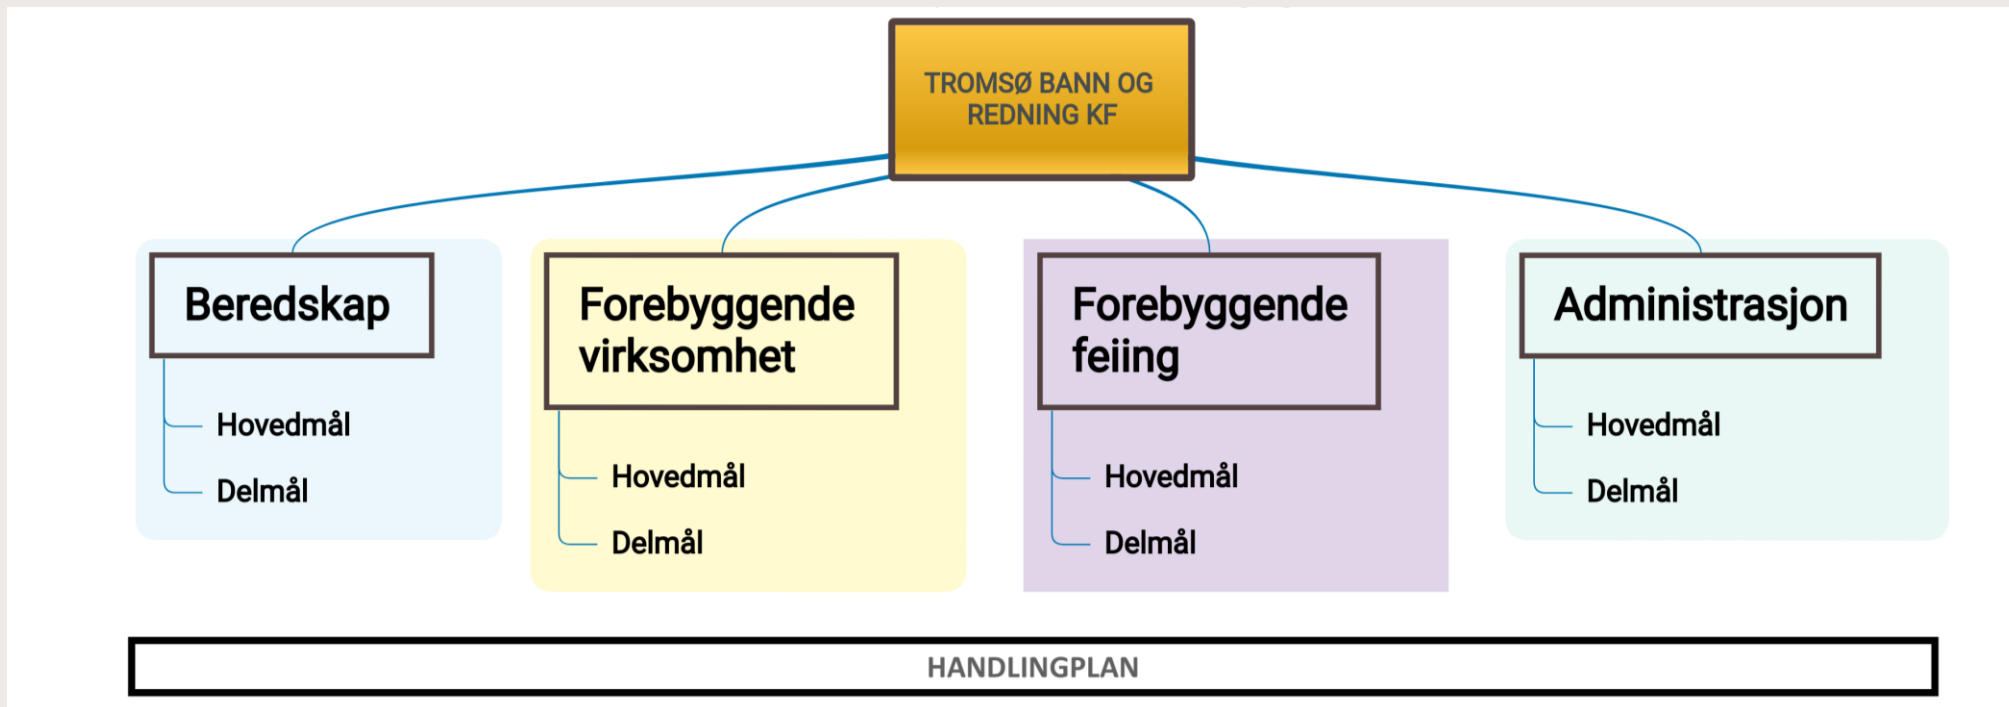 TROMSØ BANN OG
REDNING KF
Beredskap
Hovedmål
Delmål
Forebyggende
virksomhet
Hovedmål
Delmål
Forebyggende
feiing
Hovedmål
Delmål
Administrasjon
Hovedmål
Delmål
HANDLINGPLAN